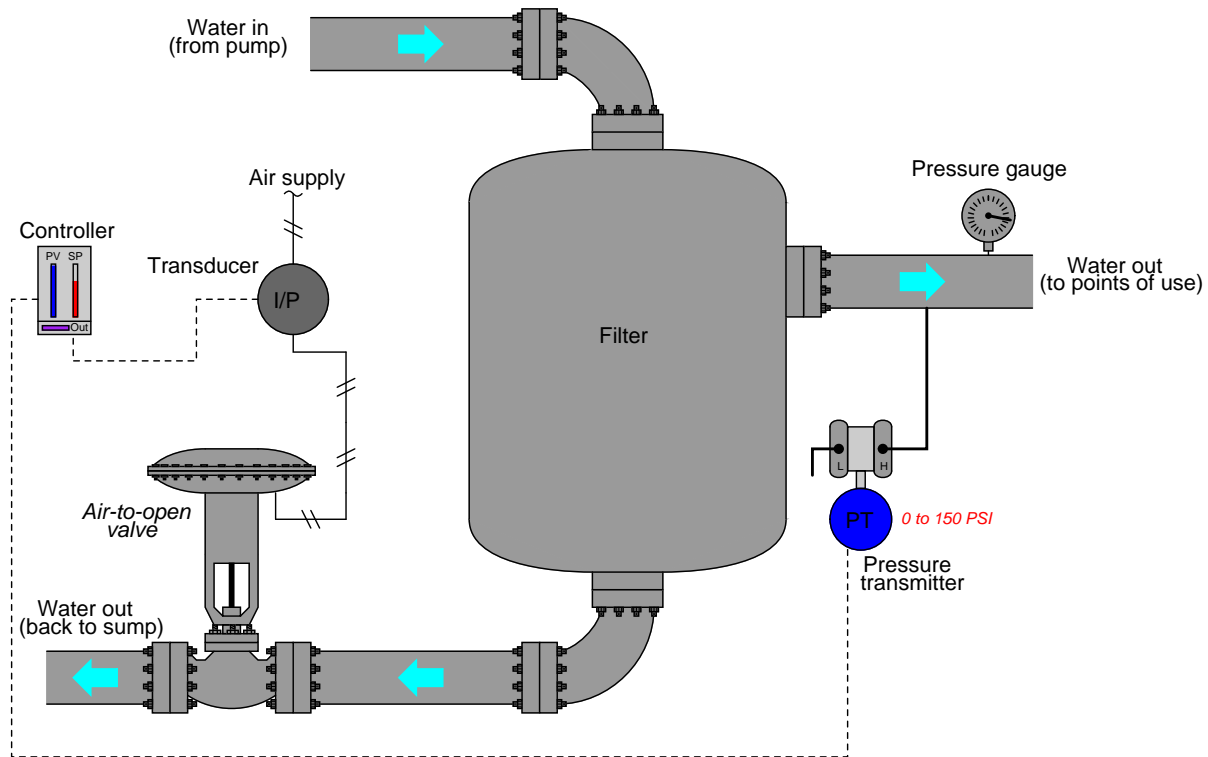 Water in
(from pump)
Air supply
Pressure gauge
Controller
PV SP
Out
Transducer
I/P
Filter
Water out
(to points of use)
L
H
PT
0 to 150 PSI
Pressure
transmitter
Air-to-open
valve
Water out
(back to sump)